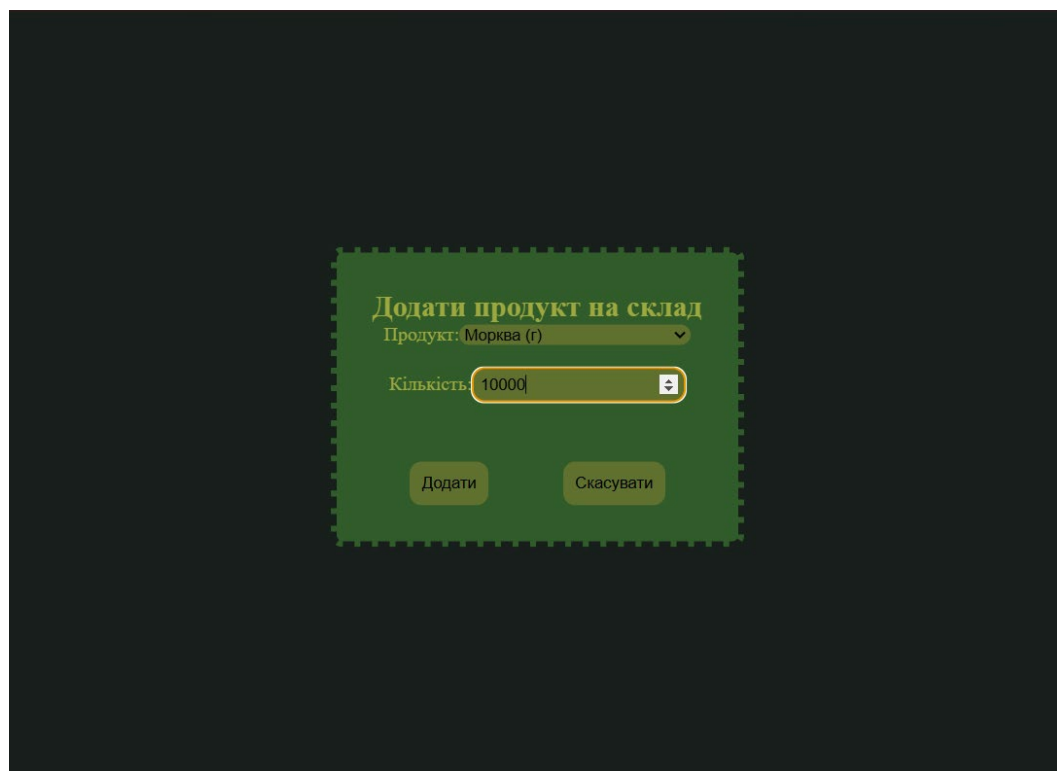 Додати продукт на склад
Продукт: Морква (г)
Кількість: 10000
Додати Скасувати